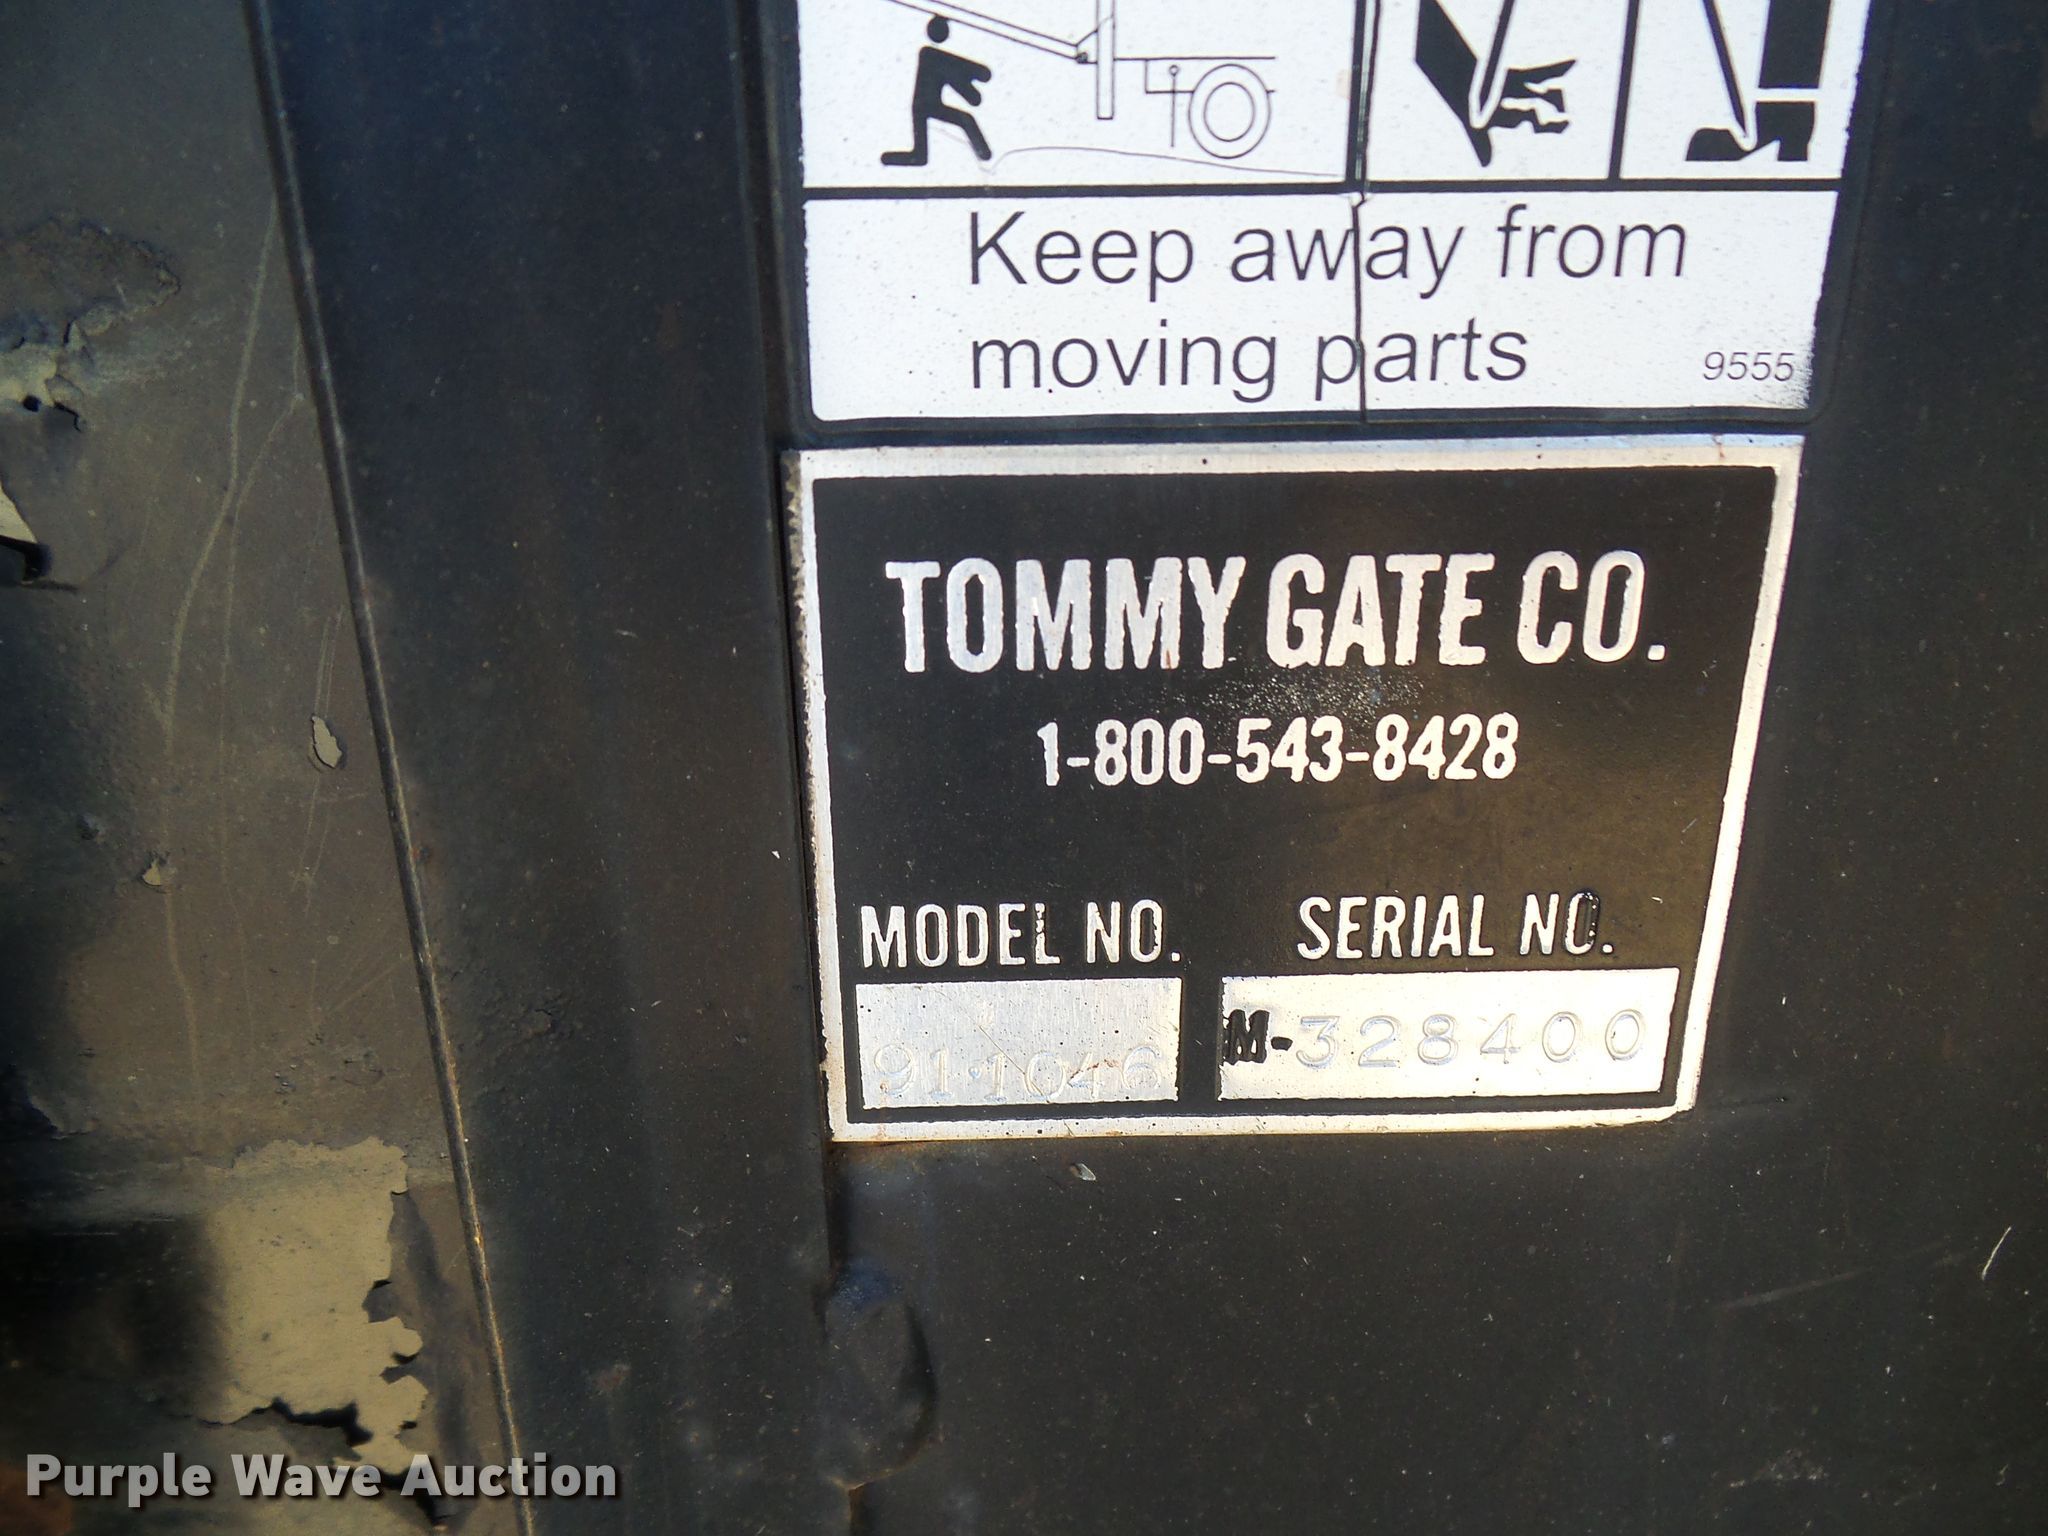 Keep away from
moving parts
9555
TOMMY GATE CO.
1-800-543-8428
MODEL NO. SERIAL NO.
91-1046 M-328400
Purple Wave Auction